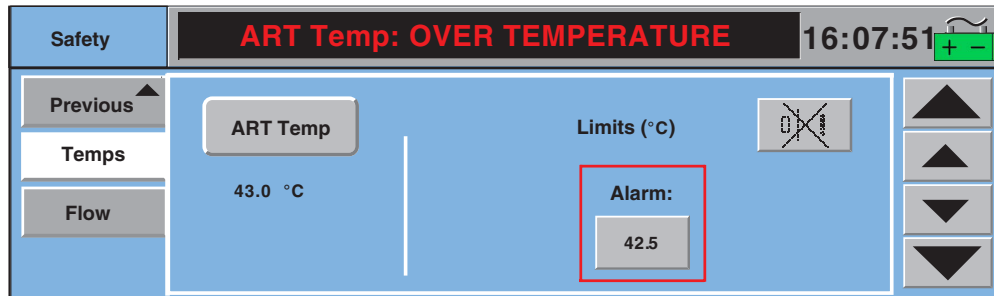 Safety
ART Temp: OVER TEMPERATURE
16:07:51
+ −
Previous
Temps
Flow
ART Temp
43.0 °C
Limits (°C)
Alarm:
42.5